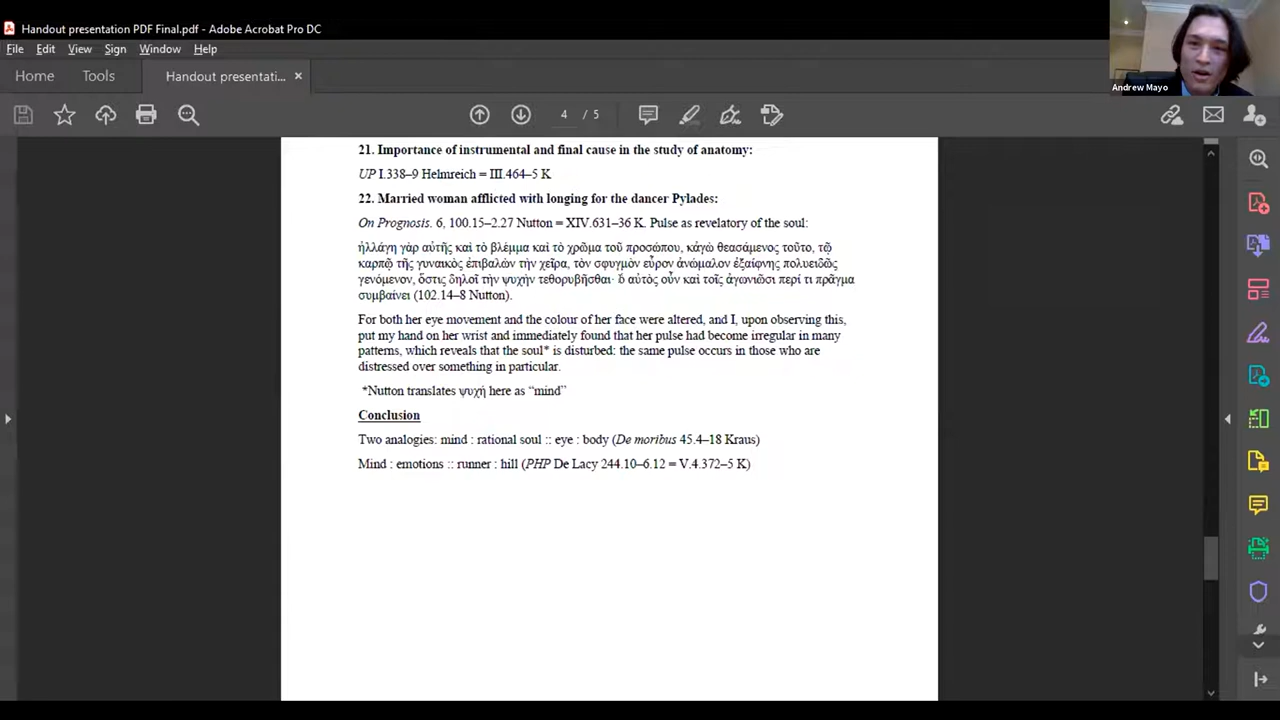 Handout presentation PDF Final.pdf - Adobe Acrobat Pro DC
File Edit View Sign Window Help
Home Tools Handout presentati... ×
4 / 5
Andrew Mayo
21. Importance of instrumental and final cause in the study of anatomy:
UP I.338–9 Helmreich = III.464–5 K
22. Married woman afflicted with longing for the dancer Pylades:
On Prognosis. 6, 100.15–2.27 Nutton = XIV.631–36 K. Pulse as revelatory of the soul:
ἠλλάγη γὰρ αὐτῆς καὶ τὸ βλέμμα καὶ τὸ χρῶμα τοῦ προσώπου, κἀγὼ θεασάμενος τοῦτο, τῷ
καρπῷ τῆς γυναικὸς ἐπιβαλὼν τὴν χεῖρα, τὸν σφυγμὸν εὗρον ἀνώμαλον ἐξαίφνης πολυειδῶς
γενόμενον, ὅστις δηλοῖ τὴν ψυχὴν τεθορυβῆσθαι· ὁ αὐτὸς οὖν καὶ τοῖς ἀγωνιῶσι περί τι πρᾶγμα
συμβαίνει (102.14–8 Nutton).
For both her eye movement and the colour of her face were altered, and I, upon observing this,
put my hand on her wrist and immediately found that her pulse had become irregular in many
patterns, which reveals that the soul* is disturbed: the same pulse occurs in those who are
distressed over something in particular.
*Nutton translates ψυχή here as “mind”
Conclusion
Two analogies: mind : rational soul :: eye : body (De moribus 45.4–18 Kraus)
Mind : emotions :: runner : hill (PHP De Lacy 244.10–6.12 = V.4.372–5 K)